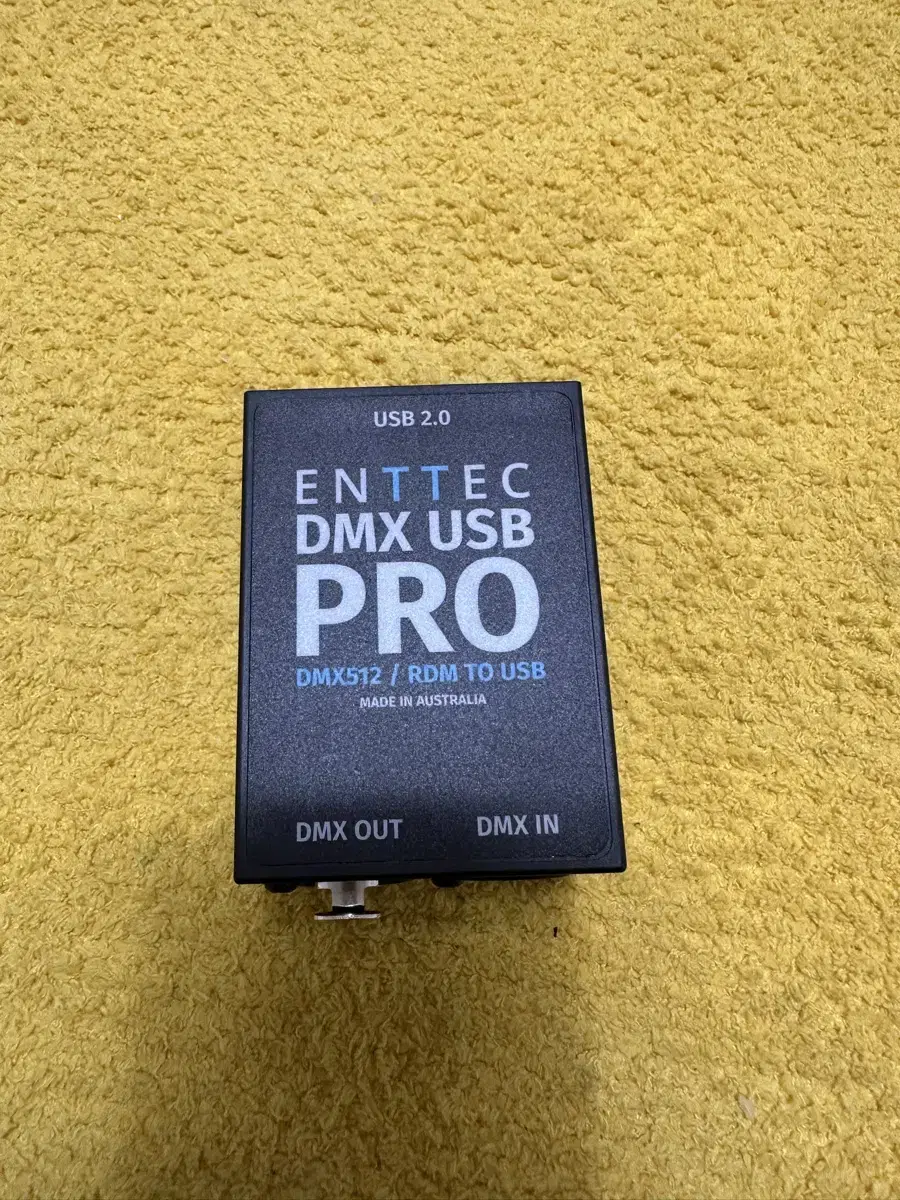 USB 2.0
ENTTEC
DMX USB
PRO
DMX512 / RDM TO USB
MADE IN AUSTRALIA
DMX OUT
DMX IN